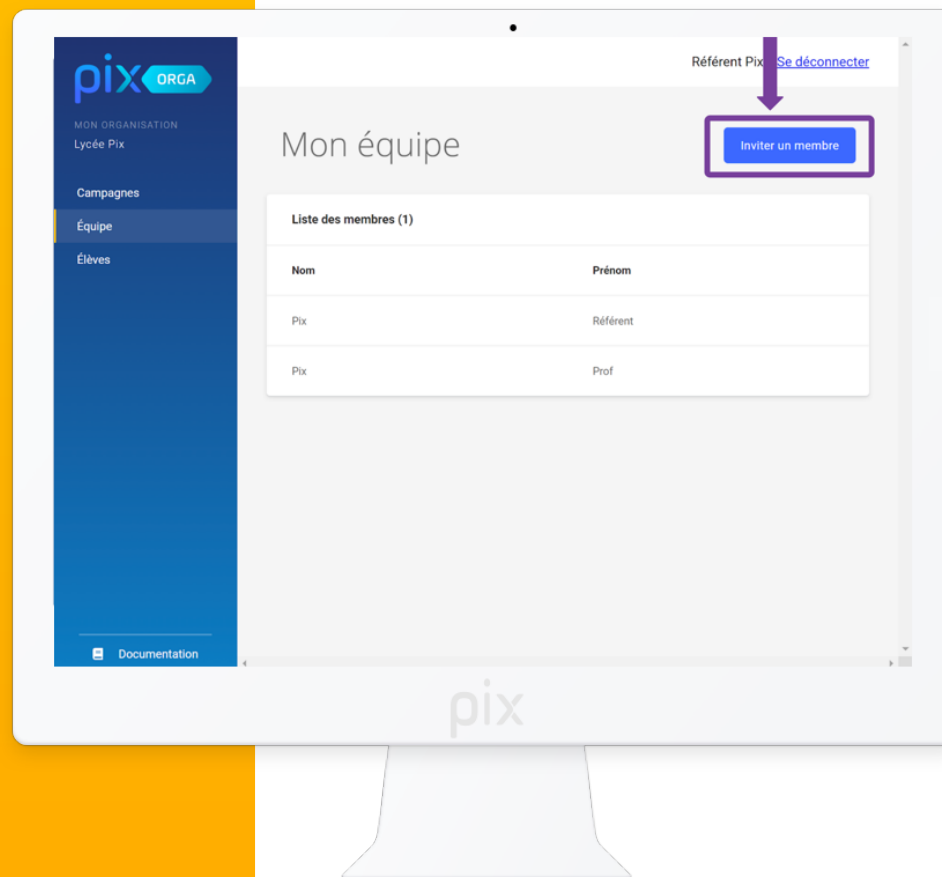 pix ORGA
MON ORGANISATION
Lycée Pix
Campagnes
Équipe
Élèves
Documentation
Référent Pix Se déconnecter
Mon équipe
Inviter un membre
Liste des membres (1)
Nom Prénom
Pix Référent
Pix Prof
pix